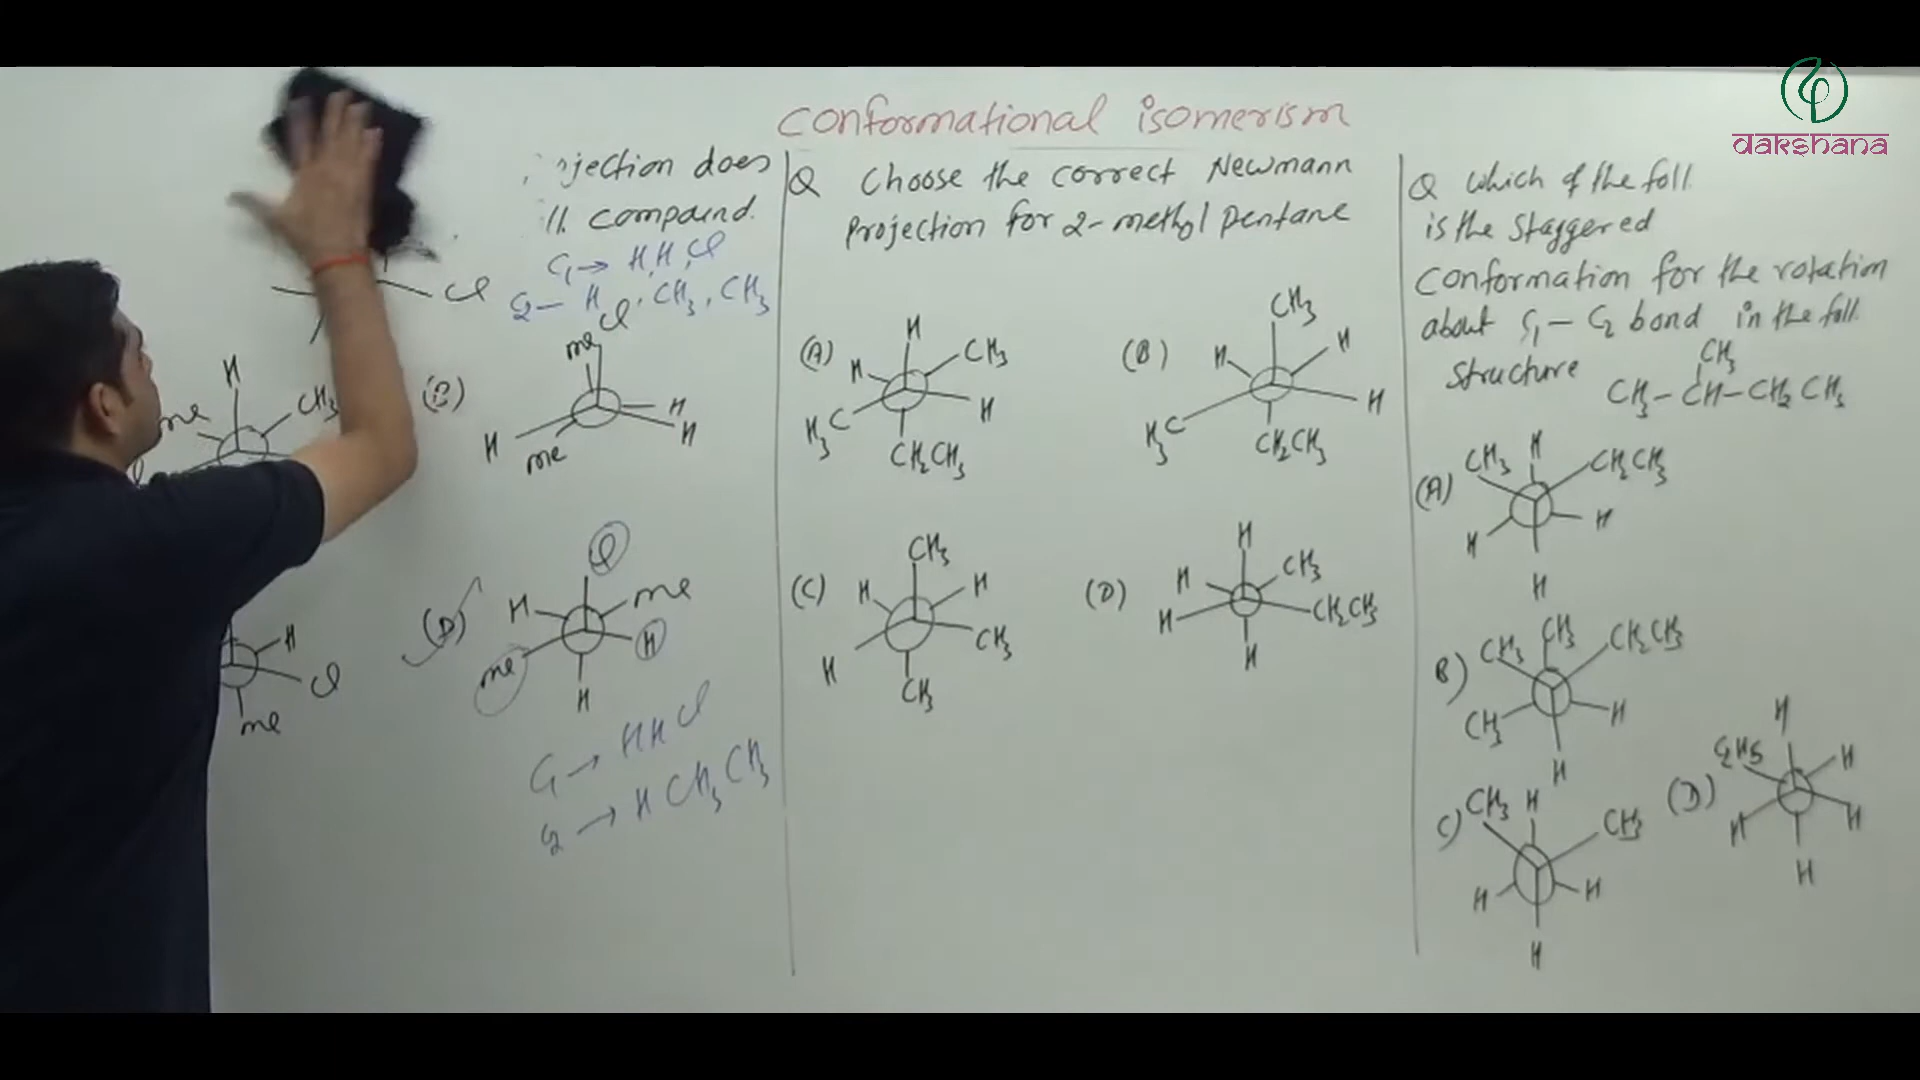 dakshana
Conformational isomerism
jection does
ll. compound.
C₁→ H, H, Cl
C₂— H, CH₃, CH₃
Cl
me
(B)
H
H
H
me
Cl
H
me
CH₃
H
Cl
me
(D)
Cl
H
me
me
H
H
C₁→ H H Cl
C₂ → H CH₃ CH₃
Q Choose the correct Newmann
Projection for 2-methyl pentane
(A)
H
H
CH₃
H₃C
H
CH₂CH₃
(B)
CH₃
H
H
H₃C
H
CH₂CH₃
(C)
CH₃
H
H
H
CH₃
CH₃
(D)
H
H
CH₃
H
CH₂CH₃
H
Q Which of the foll.
is the Staggered
Conformation for the rotation
about C₁ – C₂ bond in the foll.
Structure
CH₃
CH₃–CH–CH₂CH₃
(A)
CH₃
H
CH₂CH₃
H
H
H
B)
CH₃
CH₃
CH₂CH₃
CH₃
H
H
C)
CH₃
H
CH₃
H
H
H
(D)
H
C₂H5
H
H
H
H